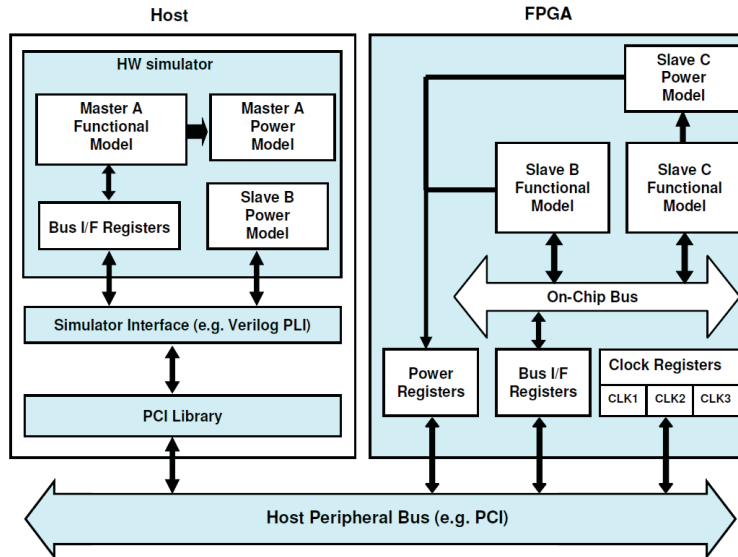 Host
HW simulator
Master A
Functional
Model
Master A
Power
Model
Bus I/F Registers
Slave B
Power
Model
Simulator Interface (e.g. Verilog PLI)
PCI Library
FPGA
Slave C
Power
Model
Slave B
Functional
Model
Slave C
Functional
Model
On-Chip Bus
Power
Registers
Bus I/F
Registers
Clock Registers
CLK1 CLK2 CLK3
Host Peripheral Bus (e.g. PCI)